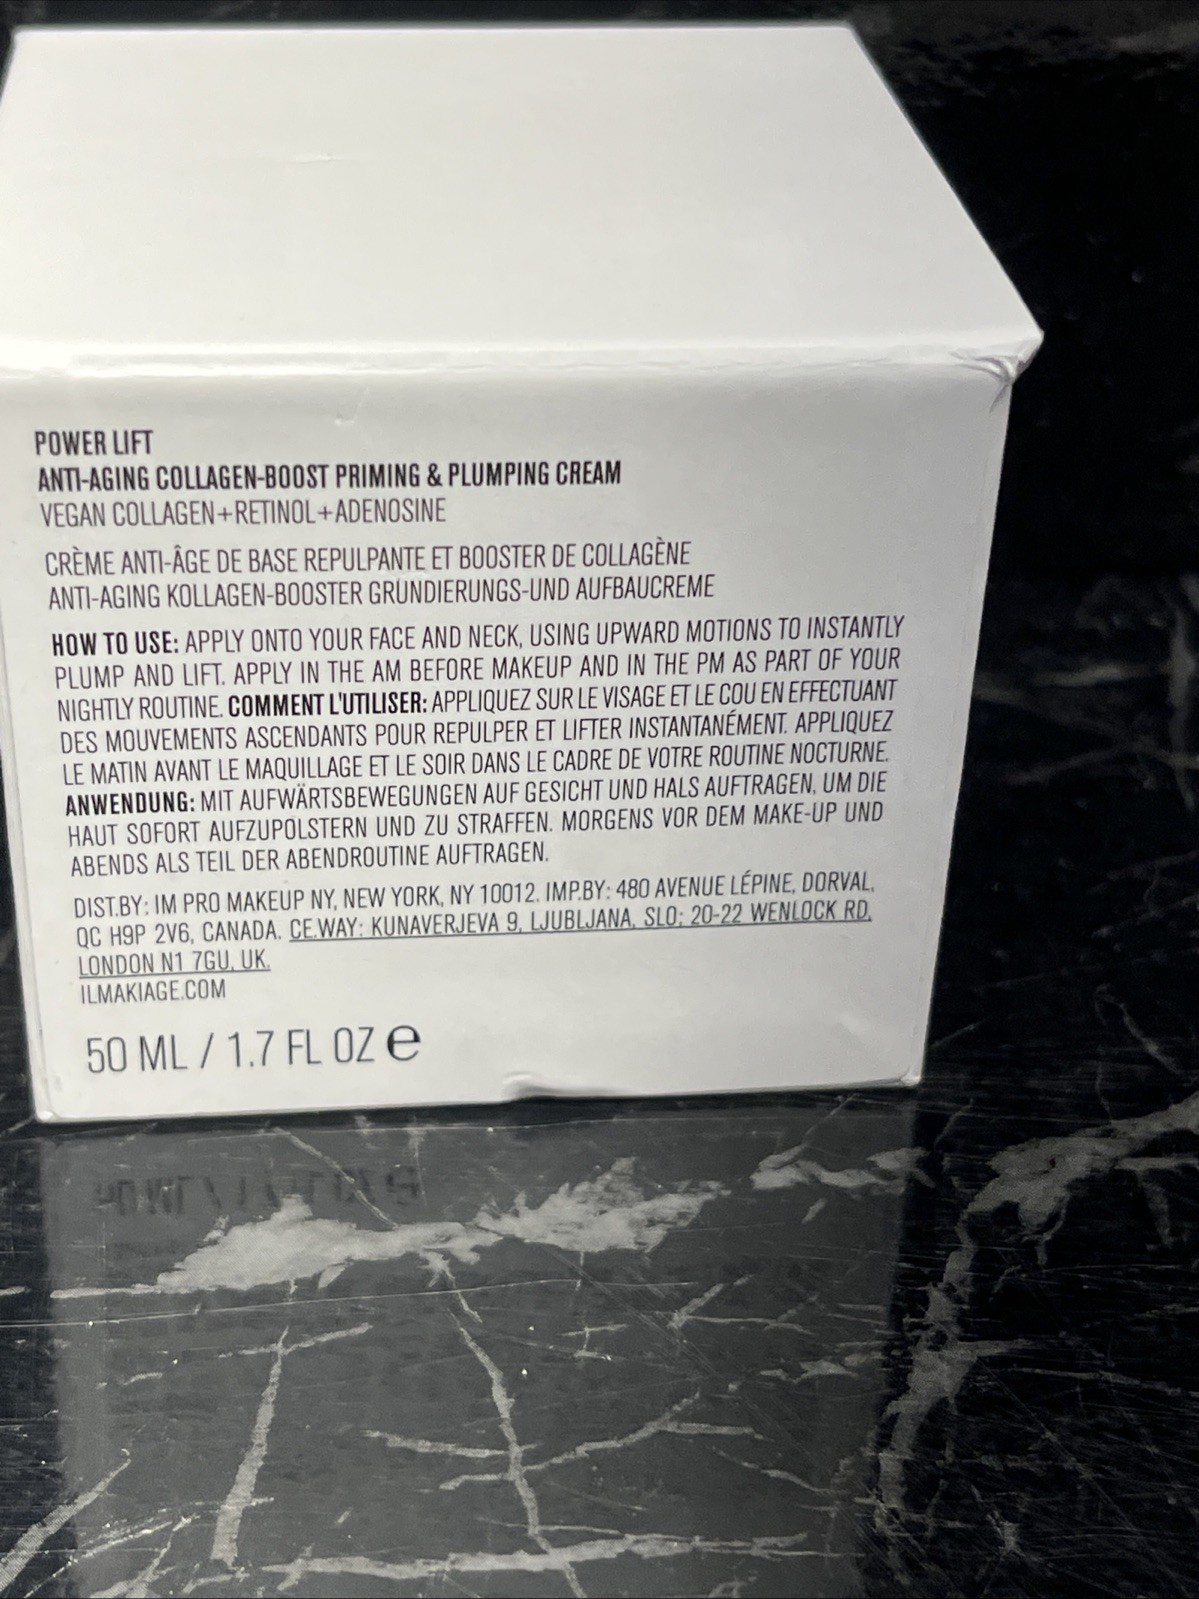 POWER LIFT
ANTI-AGING COLLAGEN-BOOST PRIMING & PLUMPING CREAM
VEGAN COLLAGEN+RETINOL+ADENOSINE
CRÈME ANTI-ÂGE DE BASE REPULPANTE ET BOOSTER DE COLLAGÈNE
ANTI-AGING KOLLAGEN-BOOSTER GRUNDIERUNGS-UND AUFBAUCREME
HOW TO USE: APPLY ONTO YOUR FACE AND NECK, USING UPWARD MOTIONS TO INSTANTLY
PLUMP AND LIFT. APPLY IN THE AM BEFORE MAKEUP AND IN THE PM AS PART OF YOUR
NIGHTLY ROUTINE. COMMENT L'UTILISER: APPLIQUEZ SUR LE VISAGE ET LE COU EN EFFECTUANT
DES MOUVEMENTS ASCENDANTS POUR REPULPER ET LIFTER INSTANTANÉMENT. APPLIQUEZ
LE MATIN AVANT LE MAQUILLAGE ET LE SOIR DANS LE CADRE DE VOTRE ROUTINE NOCTURNE.
ANWENDUNG: MIT AUFWÄRTSBEWEGUNGEN AUF GESICHT UND HALS AUFTRAGEN, UM DIE
HAUT SOFORT AUFZUPOLSTERN UND ZU STRAFFEN. MORGENS VOR DEM MAKE-UP UND
ABENDS ALS TEIL DER ABENDROUTINE AUFTRAGEN.
DIST.BY: IM PRO MAKEUP NY, NEW YORK, NY 10012. IMP.BY: 480 AVENUE LÉPINE, DORVAL,
QC H9P 2V6, CANADA. CE.WAY: KUNAVERJEVA 9, LJUBLJANA, SLO; 20-22 WENLOCK RD,
LONDON N1 7GU, UK.
ILMAKIAGE.COM
50 ML / 1.7 FL OZ e